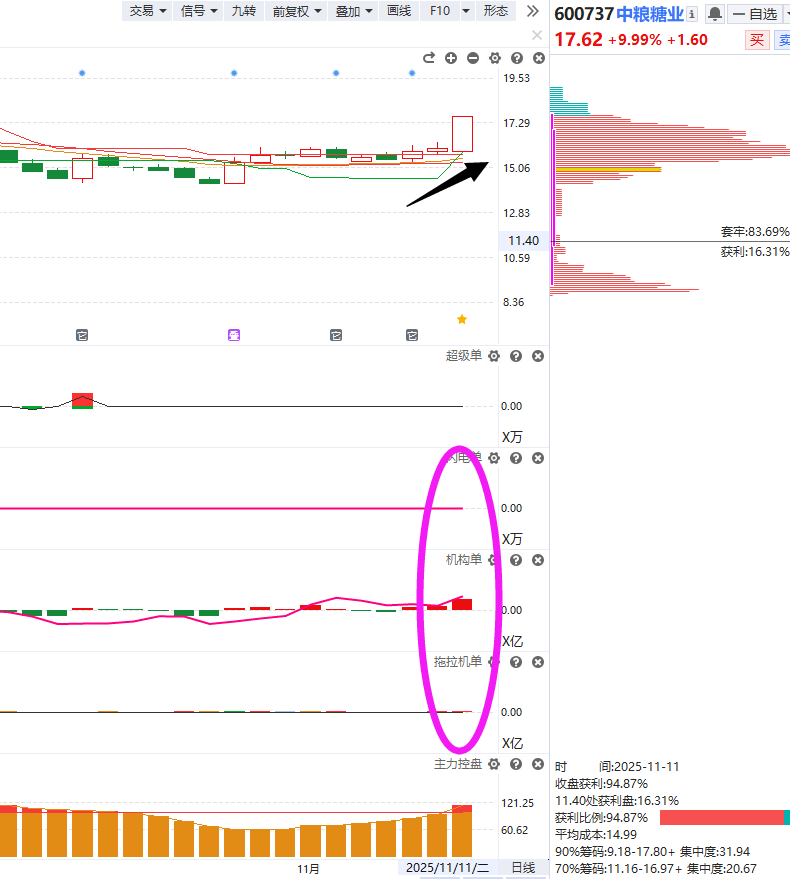 交易 信号 九转 前复权 叠加 画线 F10 形态
600737 中粮糖业 自选
17.62 +9.99% +1.60 买 卖
19.53
17.29
15.06
12.83
11.40
10.59
8.36
套牢:83.69%
获利:16.31%
超级单
0.00
X万
0.00
X万
机构单
0.00
X亿
拖拉机单
0.00
X亿
主力控盘
121.25
60.62
11月 2025/11/11/二 日线
时 间:2025-11-11
收盘获利:94.87%
11.40处获利盘:16.31%
获利比例:94.87%
平均成本:14.99
90%筹码:9.18-17.80+ 集中度:31.94
70%筹码:11.16-16.97+ 集中度:20.67